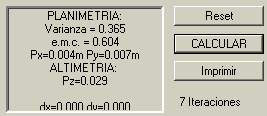 PLANIMETRIA:
Varianza = 0.365
e.m.c. = 0.604
Px=0.004m Py=0.007m
ALTIMETRIA:
Pz=0.029
dx=0.000 dy=0.000
Reset
CALCULAR
Imprimir
7 Iteraciones